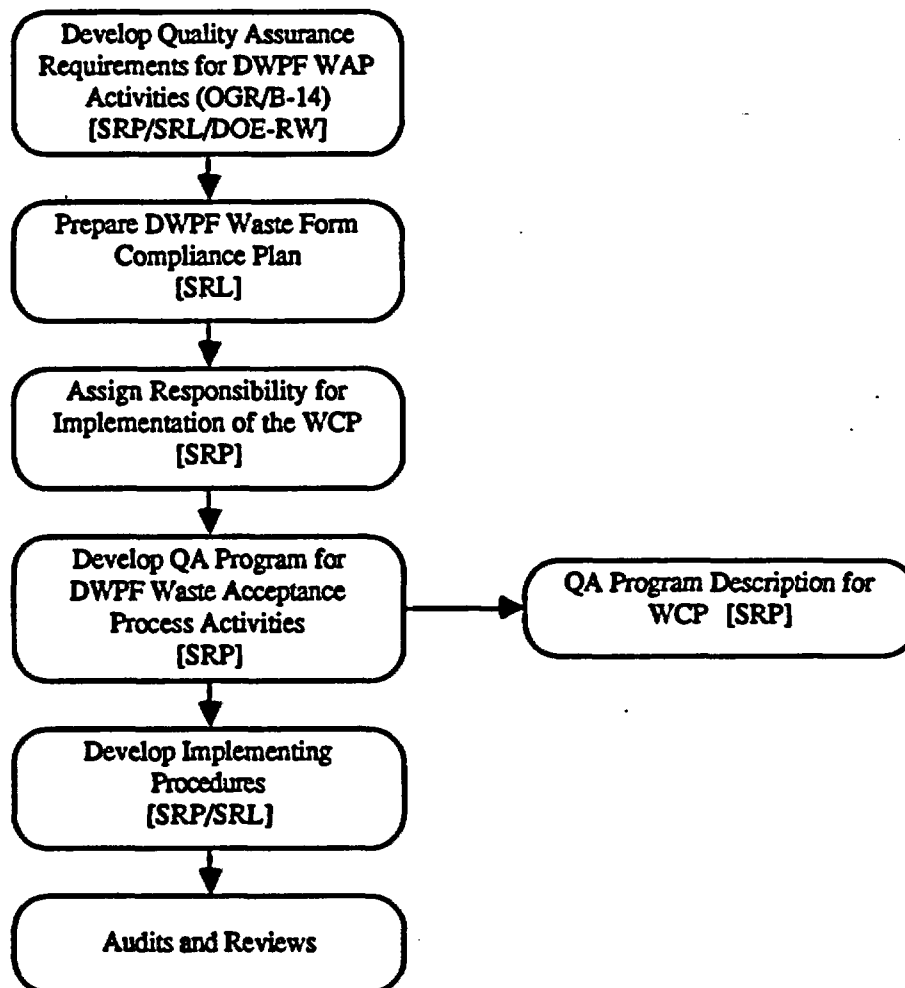 Develop Quality Assurance
Requirements for DWPF WAP
Activities (OGR/B-14)
[SRP/SRL/DOE-RW]
Prepare DWPF Waste Form
Compliance Plan
[SRL]
Assign Responsibility for
Implementation of the WCP
[SRP]
Develop QA Program for
DWPF Waste Acceptance
Process Activities
[SRP]
QA Program Description for
WCP [SRP]
Develop Implementing
Procedures
[SRP/SRL]
Audits and Reviews